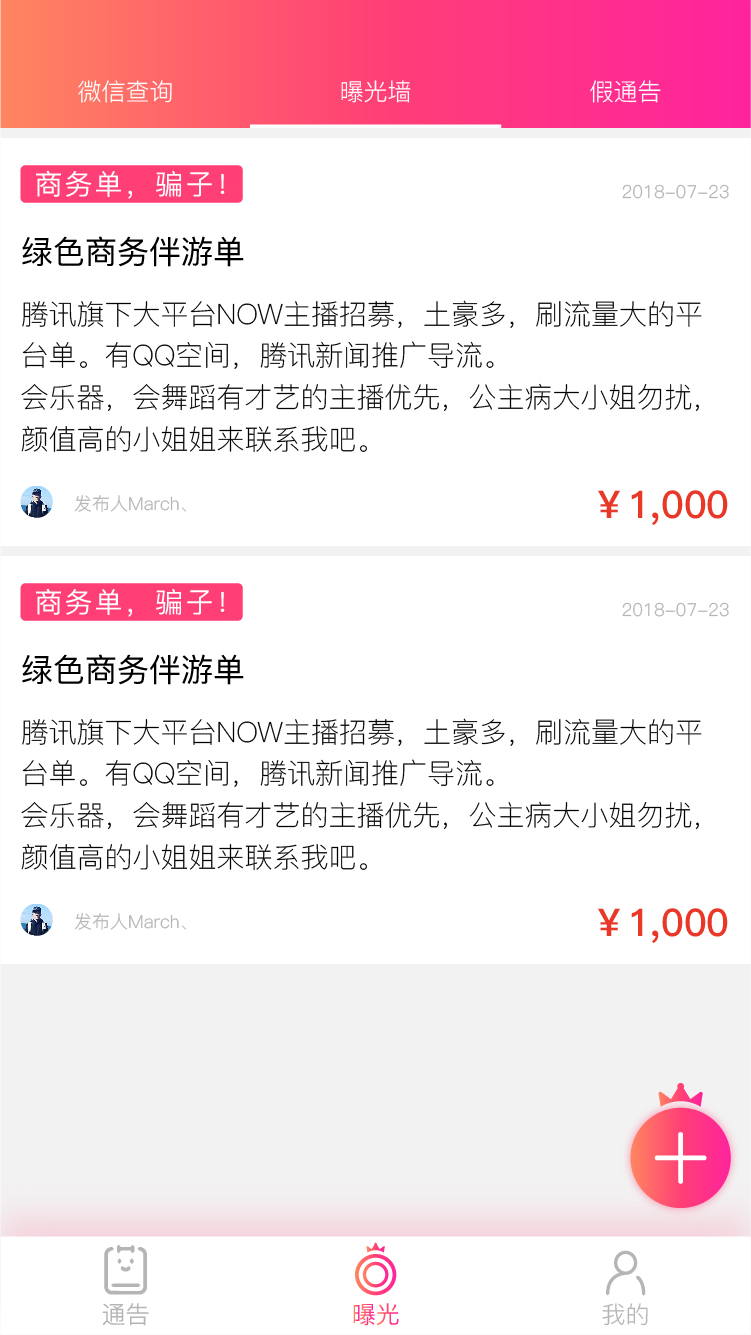 微信查询
曝光墙
假通告
商务单，骗子！
2018-07-23
绿色商务伴游单
腾讯旗下大平台NOW主播招募，土豪多，刷流量大的平
台单。有QQ空间，腾讯新闻推广导流。
会乐器，会舞蹈有才艺的主播优先，公主病大小姐勿扰，
颜值高的小姐姐来联系我吧。
发布人March、
¥ 1,000
商务单，骗子！
2018-07-23
绿色商务伴游单
腾讯旗下大平台NOW主播招募，土豪多，刷流量大的平
台单。有QQ空间，腾讯新闻推广导流。
会乐器，会舞蹈有才艺的主播优先，公主病大小姐勿扰，
颜值高的小姐姐来联系我吧。
发布人March、
¥ 1,000
通告
曝光
我的